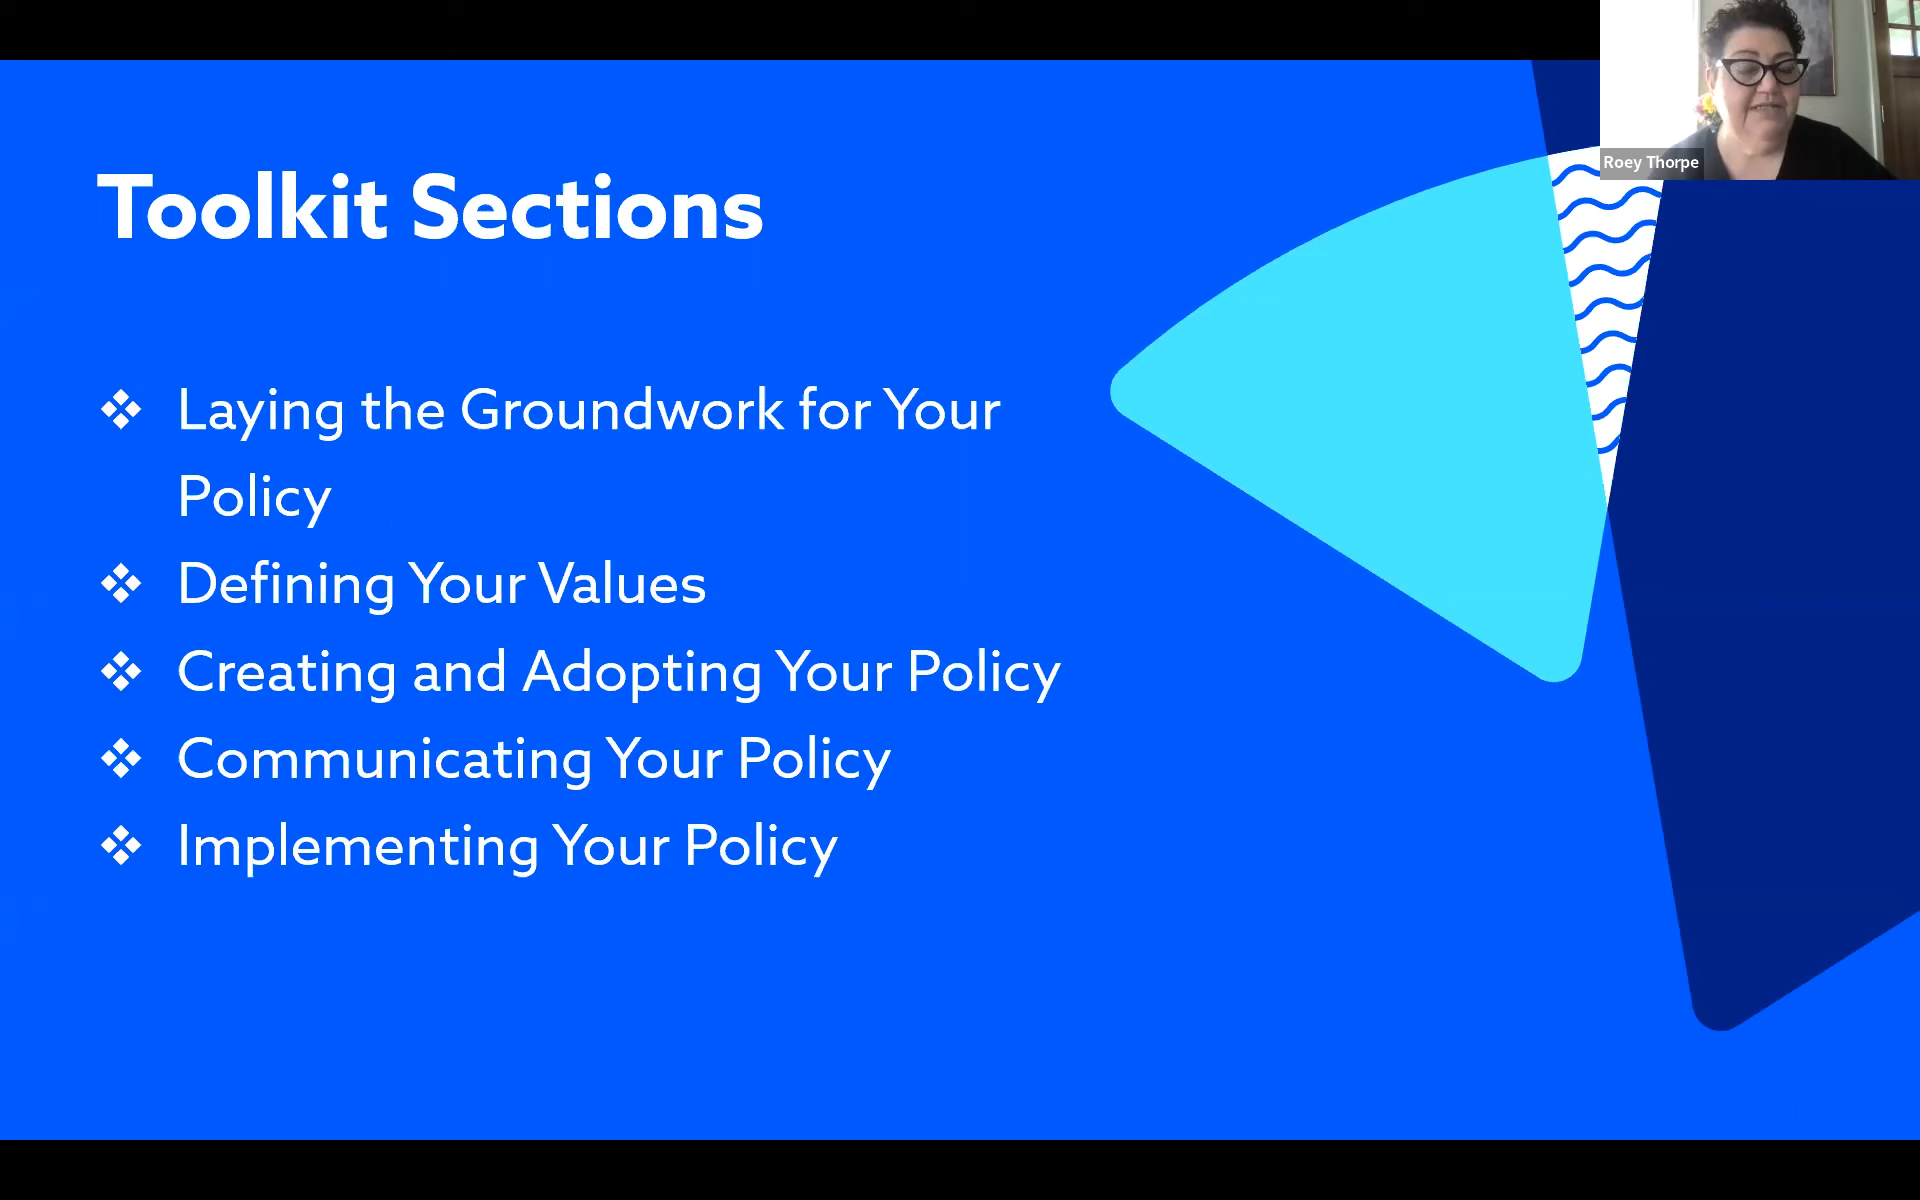 Roey Thorpe
Toolkit Sections
❖ Laying the Groundwork for Your
Policy
❖ Defining Your Values
❖ Creating and Adopting Your Policy
❖ Communicating Your Policy
❖ Implementing Your Policy